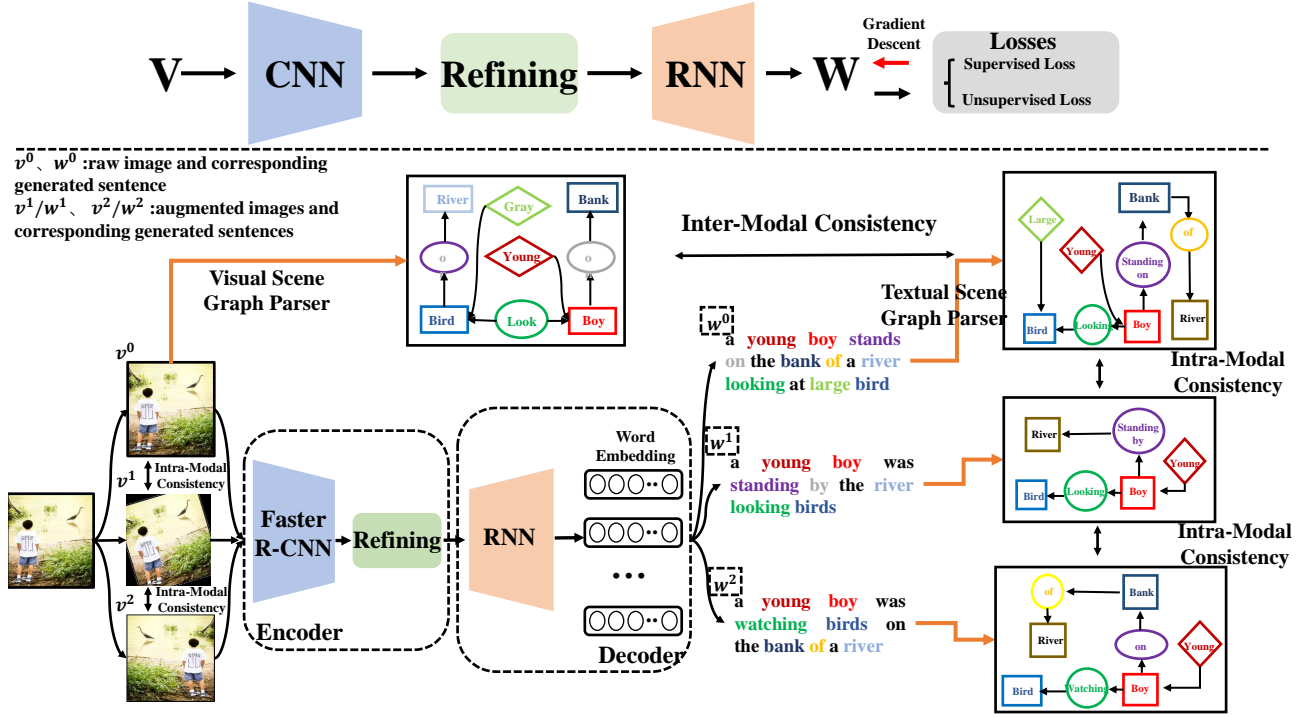 V
CNN
Refining
RNN
W
Gradient
Descent
Losses
Supervised Loss
Unsupervised Loss
v⁰、w⁰ :raw image and corresponding
generated sentence
v¹/w¹、 v²/w² :augmented images and
corresponding generated sentences
Visual Scene
Graph Parser
River
Gray
Bank
o
Young
o
Bird
Look
Boy
Inter-Modal Consistency
Textual Scene
Graph Parser
Large
Bank
of
Young
Standing
on
Bird
Looking
Boy
River
Intra-Modal
Consistency
River
Standing
by
Young
Bird
Looking
Boy
Intra-Modal
Consistency
of
Bank
River
on
Young
Bird
Watching
Boy
v⁰
Intra-Modal
Consistency
v¹
Intra-Modal
Consistency
v²
Faster
R-CNN
Refining
Encoder
RNN
Word
Embedding
Decoder
w⁰
a young boy stands
on the bank of a river
looking at large bird
w¹
a young boy was
standing by the river
looking birds
w²
a young boy was
watching birds on
the bank of a river